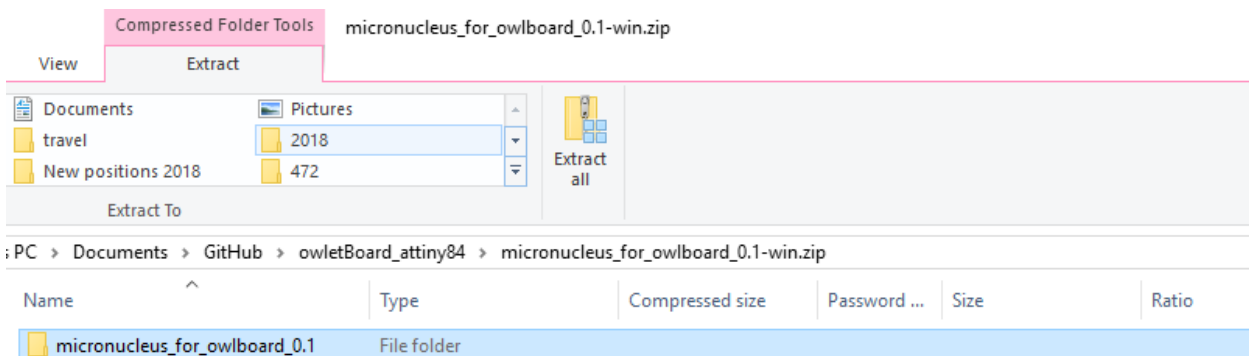 Compressed Folder Tools micronucleus_for_owlboard_0.1-win.zip
View Extract
Documents Pictures
travel 2018
New positions 2018 472
Extract all
Extract To
s PC > Documents > GitHub > owletBoard_attiny84 > micronucleus_for_owlboard_0.1-win.zip
Name Type Compressed size Password ... Size Ratio
micronucleus_for_owlboard_0.1 File folder